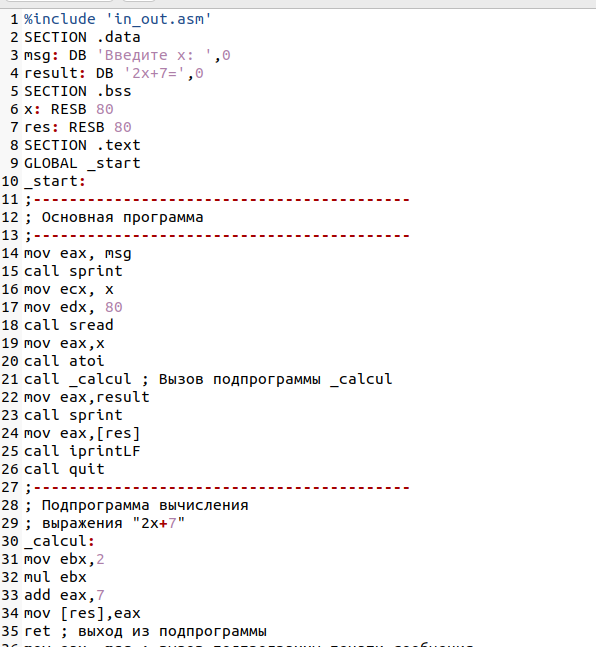 1 %include 'in_out.asm'
2 SECTION .data
3 msg: DB 'Введите x: ',0
4 result: DB '2x+7=',0
5 SECTION .bss
6 x: RESB 80
7 res: RESB 80
8 SECTION .text
9 GLOBAL _start
10 _start:
11 ;------------------------------------------
12 ; Основная программа
13 ;------------------------------------------
14 mov eax, msg
15 call sprint
16 mov ecx, x
17 mov edx, 80
18 call sread
19 mov eax,x
20 call atoi
21 call _calcul ; Вызов подпрограммы _calcul
22 mov eax,result
23 call sprint
24 mov eax,[res]
25 call iprintLF
26 call quit
27 ;------------------------------------------
28 ; Подпрограмма вычисления
29 ; выражения "2x+7"
30 _calcul:
31 mov ebx,2
32 mul ebx
33 add eax,7
34 mov [res],eax
35 ret ; выход из подпрограммы